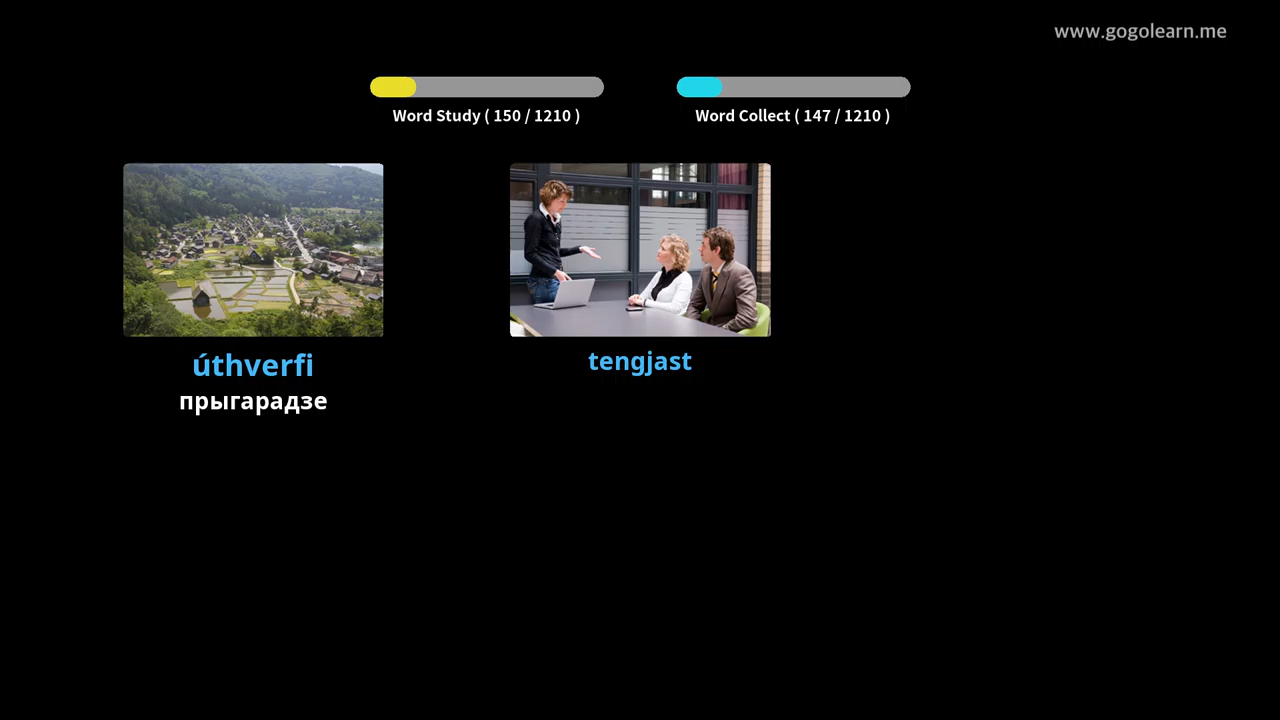 www.gogolearn.me
Word Study ( 150 / 1210 )
Word Collect ( 147 / 1210 )
úthverfi
прыгарадзе
tengjast